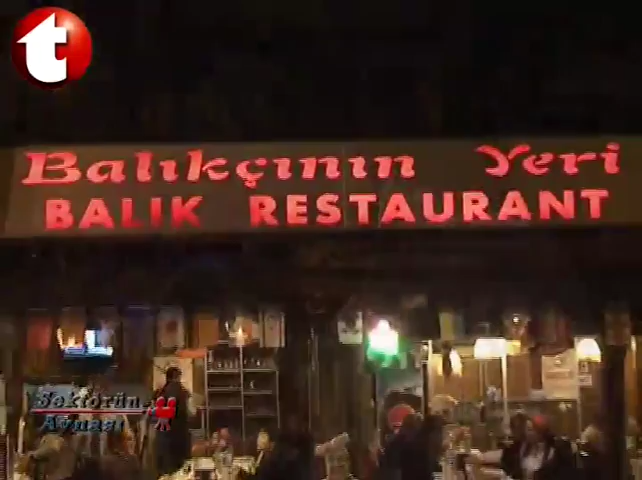 t
Balıkçının Yeri
BALIK RESTAURANT
Sektörün
Aynası